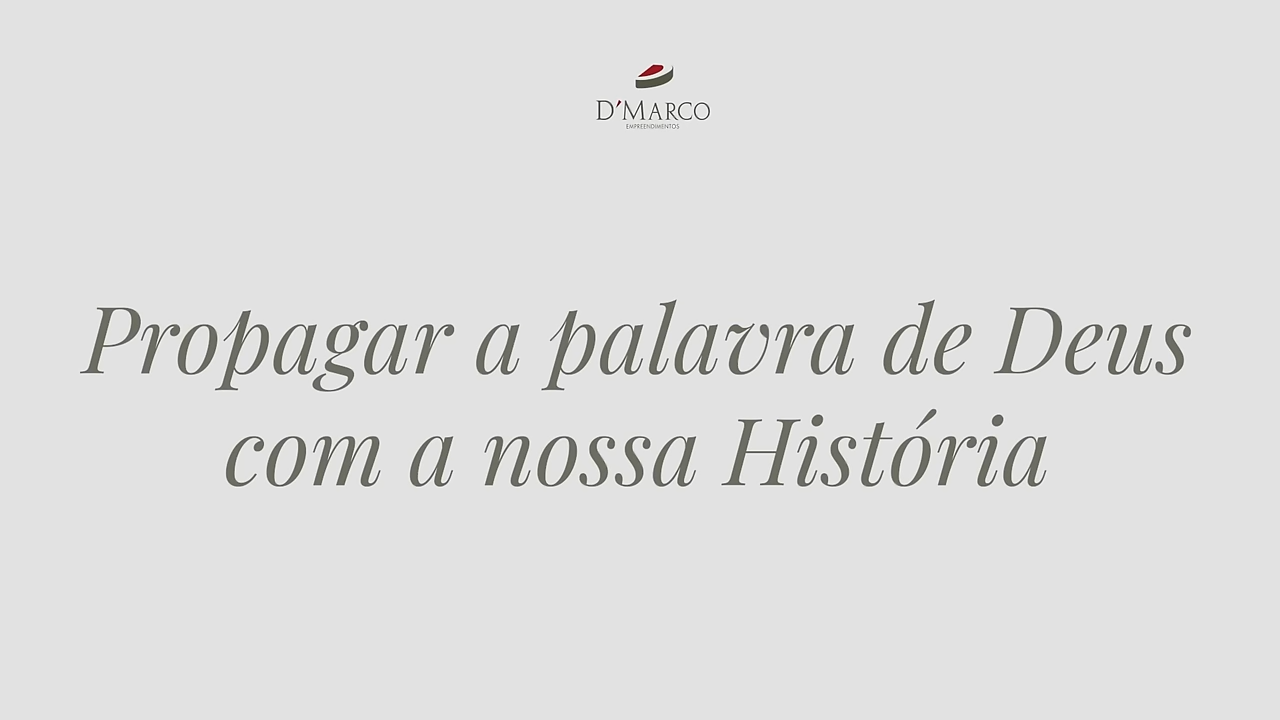 D'MARCO
EMPREENDIMENTOS
Propagar a palavra de Deus
com a nossa História